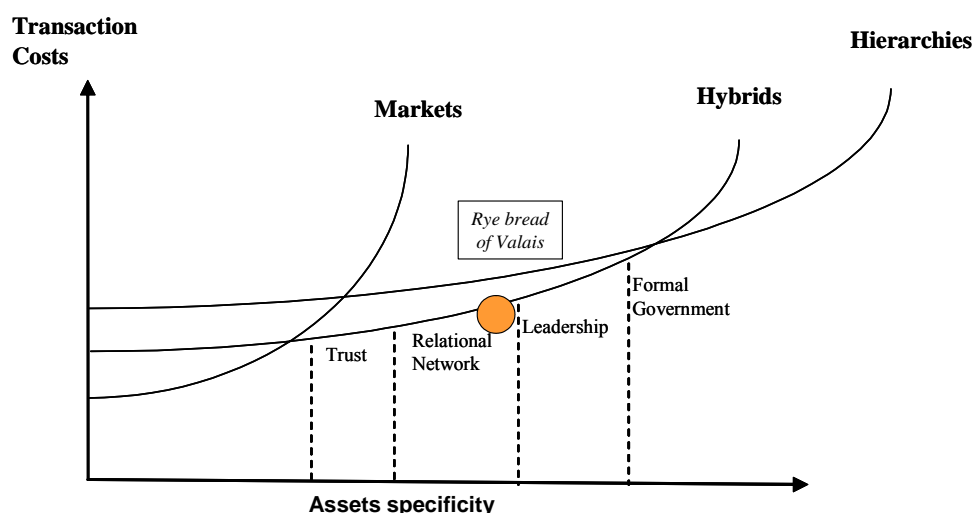 Transaction
Costs
Hierarchies
Hybrids
Markets
Rye bread
of Valais
Formal
Government
Leadership
Relational
Network
Trust
Assets specificity